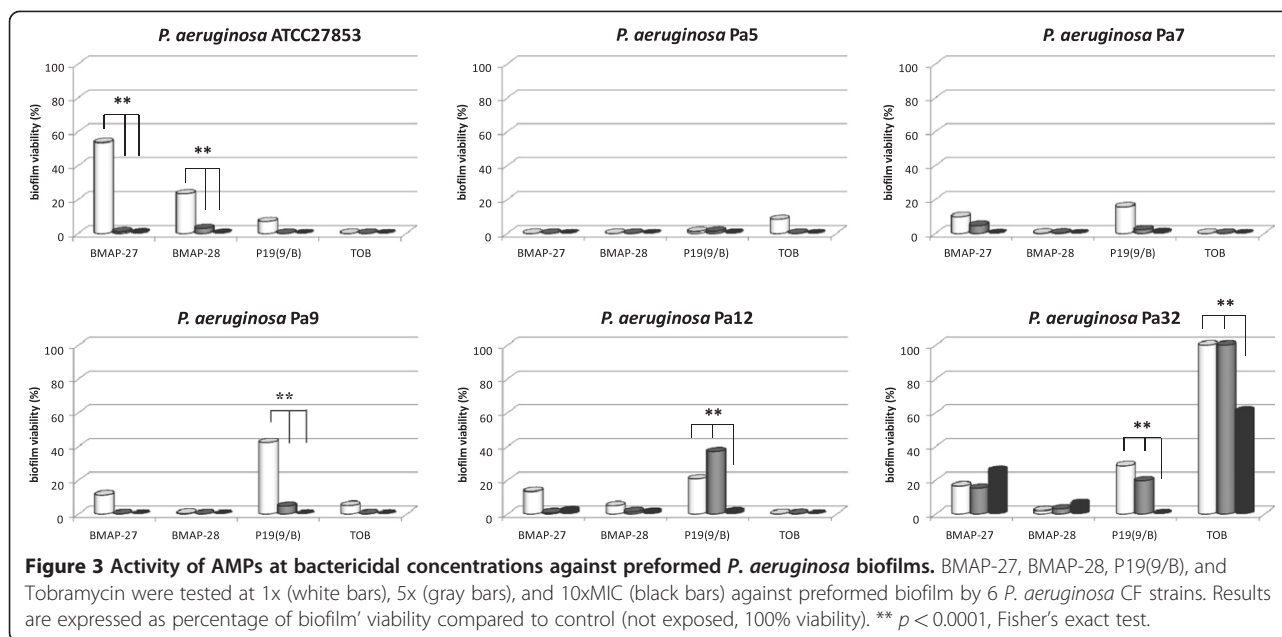 P. aeruginosa ATCC27853
P. aeruginosa Pa5
P. aeruginosa Pa7
biofilm viability (%)
100
80
60
40
20
0
**
**
BMAP-27 BMAP-28 P19(9/B) TOB
biofilm viability (%)
100
80
60
40
20
0
BMAP-27 BMAP-28 P19(9/B) TOB
biofilm viability (%)
100
80
60
40
20
0
BMAP-27 BMAP-28 P19(9/B) TOB
P. aeruginosa Pa9
P. aeruginosa Pa12
P. aeruginosa Pa32
biofilm viability (%)
100
80
60
40
20
0
**
BMAP-27 BMAP-28 P19(9/B) TOB
biofilm viability (%)
100
80
60
40
20
0
**
BMAP-27 BMAP-28 P19(9/B) TOB
biofilm viability (%)
100
80
60
40
20
0
**
**
BMAP-27 BMAP-28 P19(9/B) TOB
Figure 3 Activity of AMPs at bactericidal concentrations against preformed P. aeruginosa biofilms. BMAP-27, BMAP-28, P19(9/B), and
Tobramycin were tested at 1x (white bars), 5x (gray bars), and 10xMIC (black bars) against preformed biofilm by 6 P. aeruginosa CF strains. Results
are expressed as percentage of biofilm' viability compared to control (not exposed, 100% viability). ** p < 0.0001, Fisher's exact test.